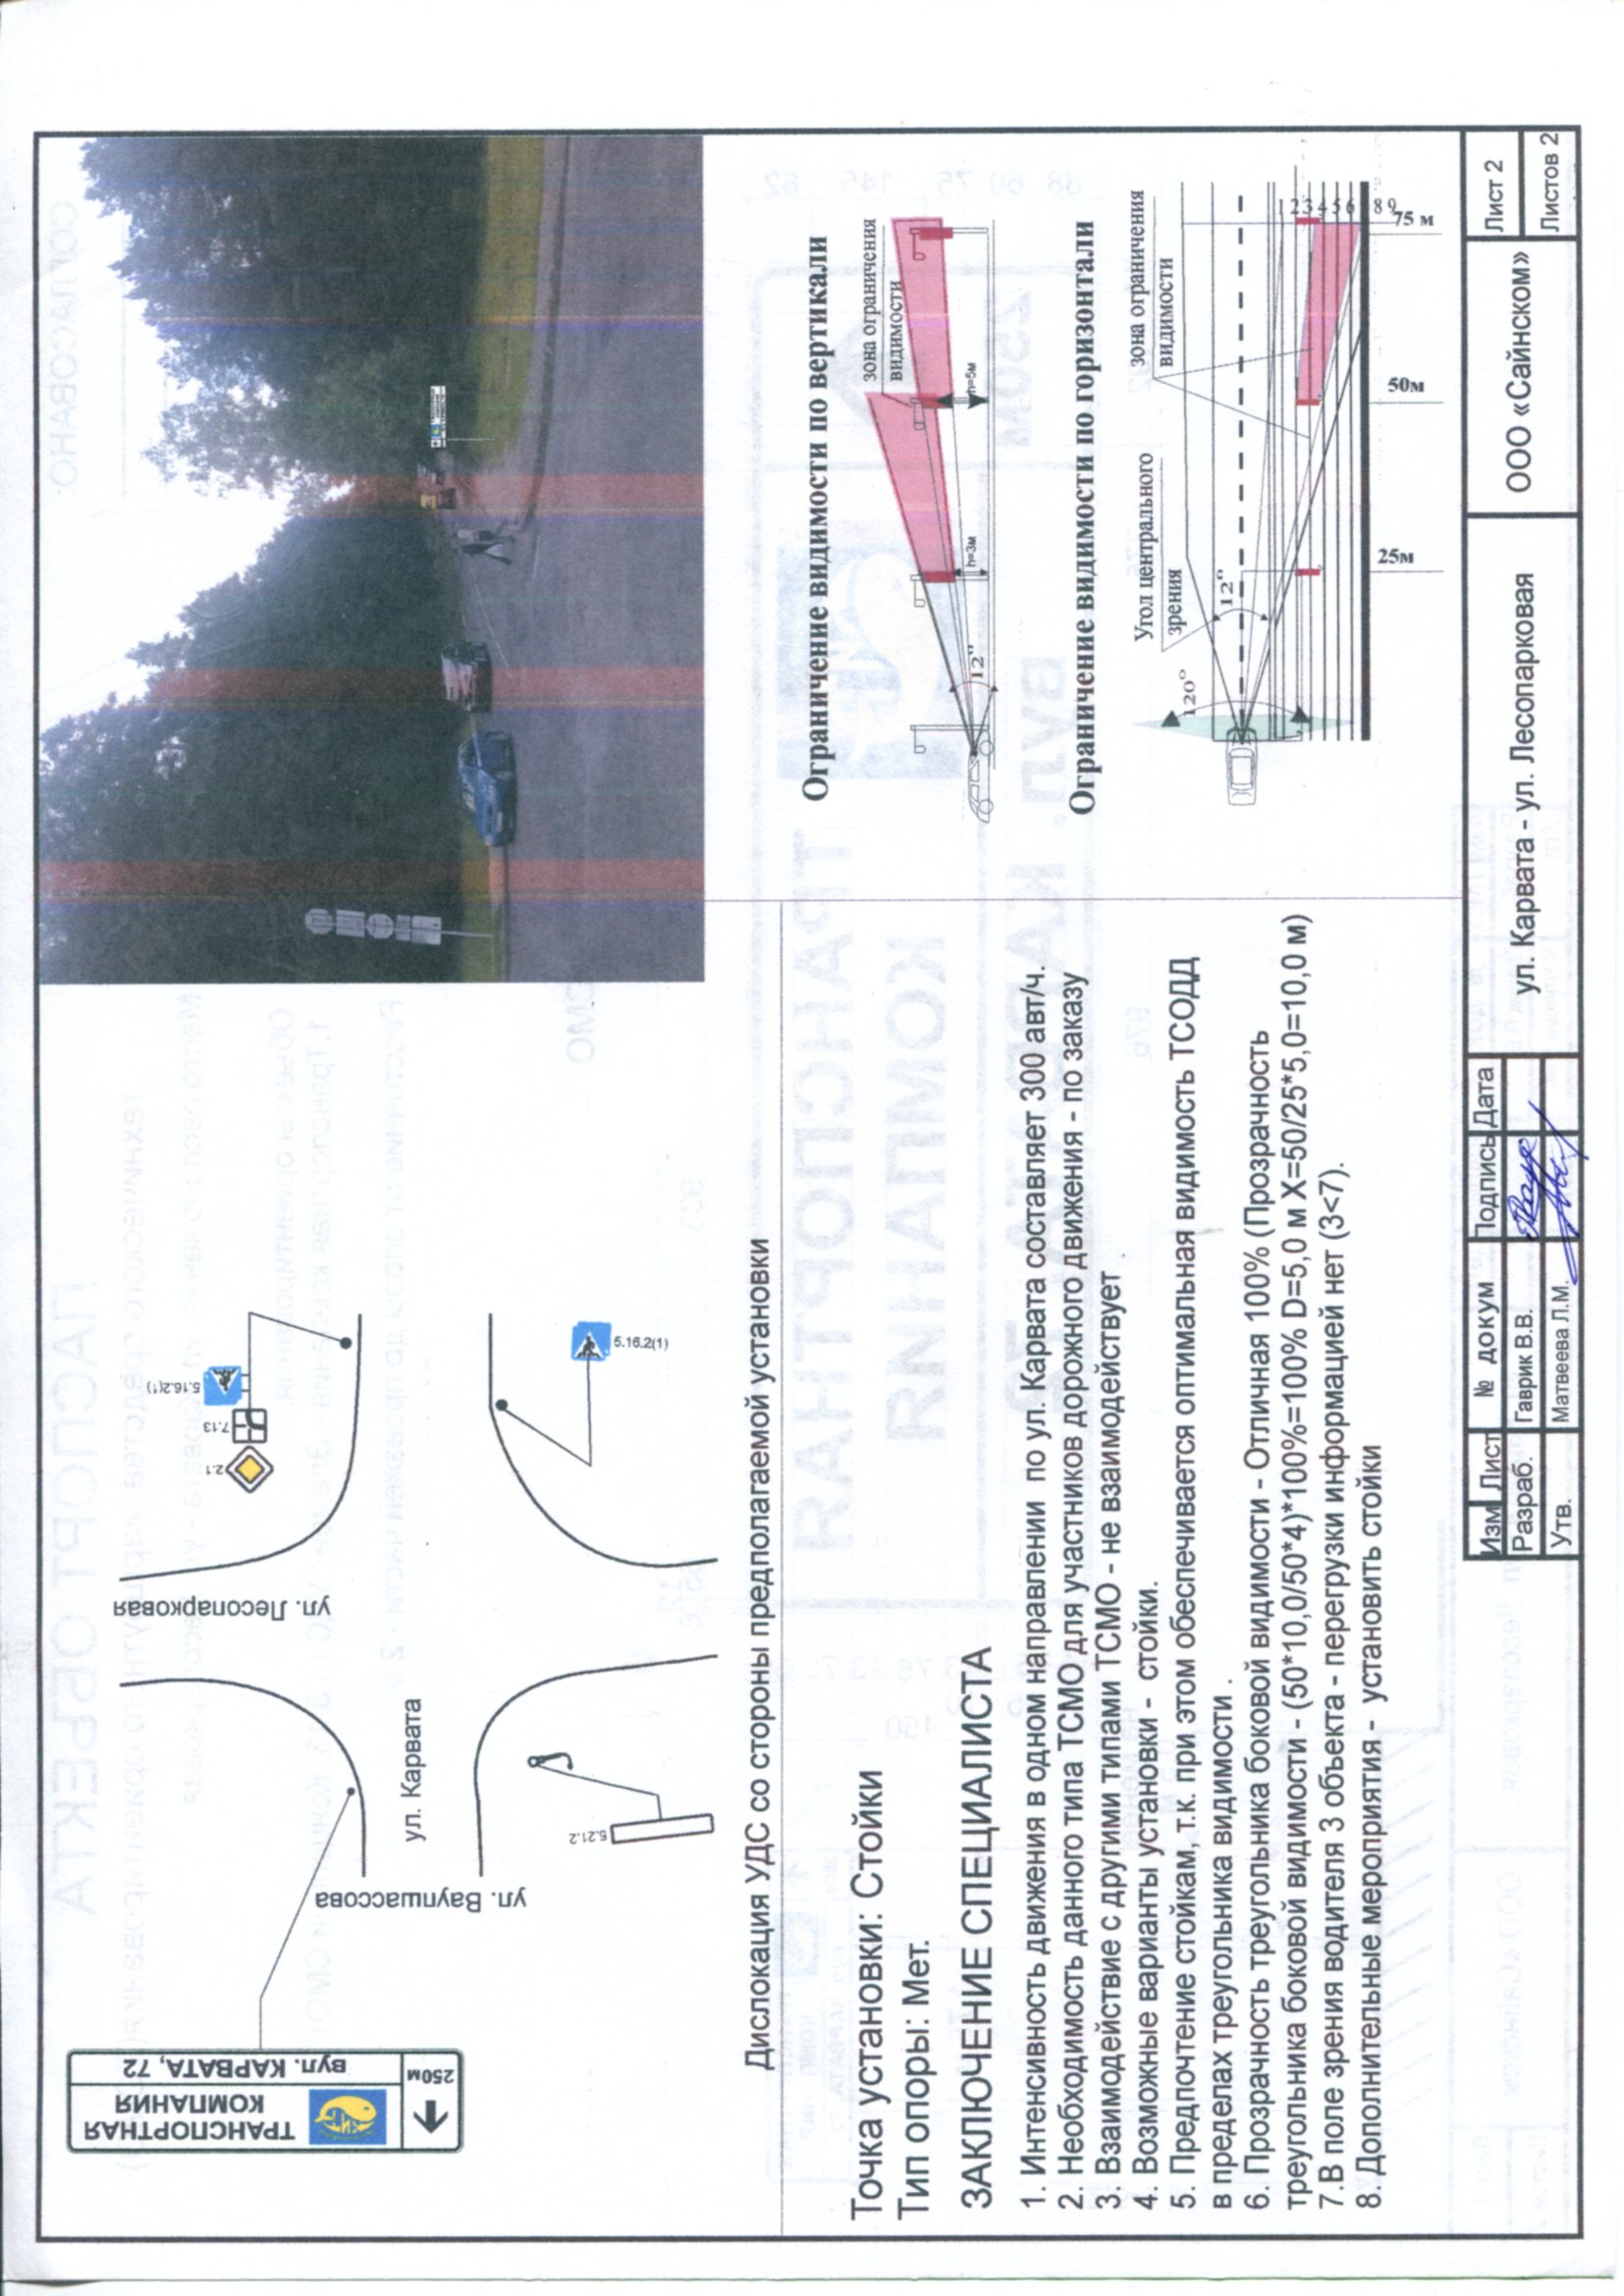 ТРАНСПОРТНАЯ
КОМПАНИЯ
КИТ
вул. КАРВАТА, 72
250м
ул. Лесопарковая
ул. Карвата
ул. Ваупшассова
2.1
7.13
5.16.2(1)
5.16.2(1)
5.21.2
Дислокация УДС со стороны предполагаемой установки
Точка установки: Стойки
Тип опоры: Мет.
ЗАКЛЮЧЕНИЕ СПЕЦИАЛИСТА
1. Интенсивность движения в одном направлении по ул. Карвата составляет 300 авт/ч.
2. Необходимость данного типа ТСМО для участников дорожного движения - по заказу
3. Взаимодействие с другими типами ТСМО - не взаимодействует
4. Возможные варианты установки - стойки.
5. Предпочтение стойкам, т.к. при этом обеспечивается оптимальная видимость ТСОДД
в пределах треугольника видимости .
6. Прозрачность треугольника боковой видимости - Отличная 100% (Прозрачность
треугольника боковой видимости - (50*10,0/50*4)*100%=100% D=5,0 м X=50/25*5,0=10,0 м)
7.В поле зрения водителя 3 объекта - перегрузки информацией нет (3<7).
8.Дополнительные мероприятия - установить стойки
Ограничение видимости по вертикали
зона ограничения
видимости
12°
h=3м
h=5м
Ограничение видимости по горизонтали
Угол центрального
зрения
зона ограничения
видимости
120°
12°
1 2 3 4 5 6 8 9
25м
50м
75 м
Изм Лист № докум Подпись Дата
Разраб. Гаврик В.В.
Утв. Матвеева Л.М.
ул. Карвата - ул. Лесопарковая
ООО «Сайнском»
Лист 2
Листов 2